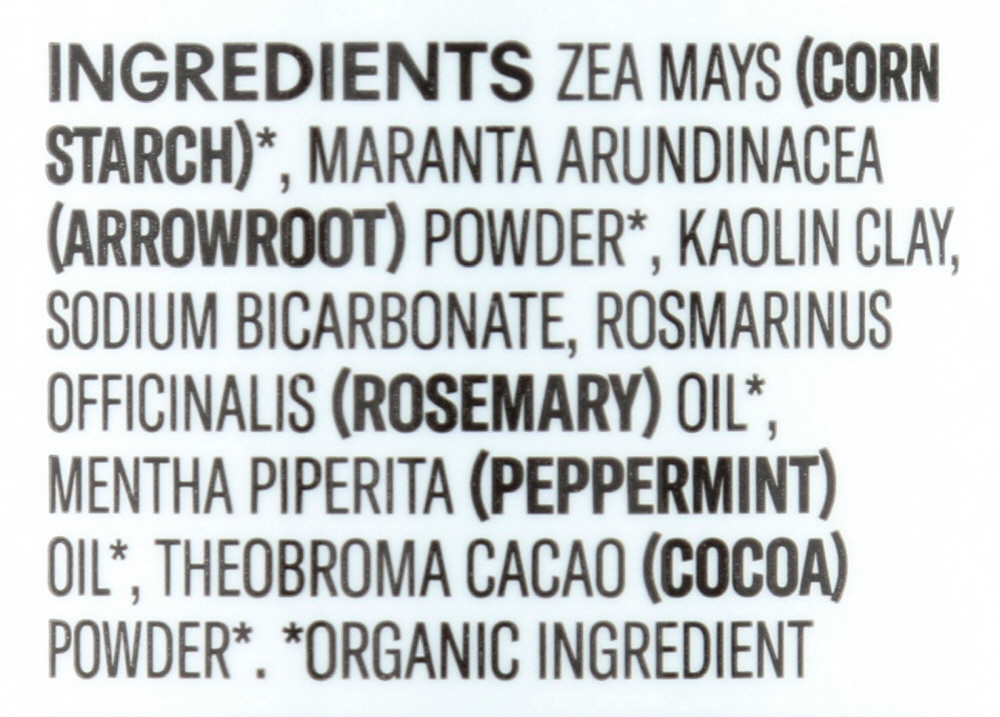 INGREDIENTS ZEA MAYS (CORN
STARCH)*, MARANTA ARUNDINACEA
(ARROWROOT) POWDER*, KAOLIN CLAY,
SODIUM BICARBONATE, ROSMARINUS
OFFICINALIS (ROSEMARY) OIL*,
MENTHA PIPERITA (PEPPERMINT)
OIL*, THEOBROMA CACAO (COCOA)
POWDER*. *ORGANIC INGREDIENT